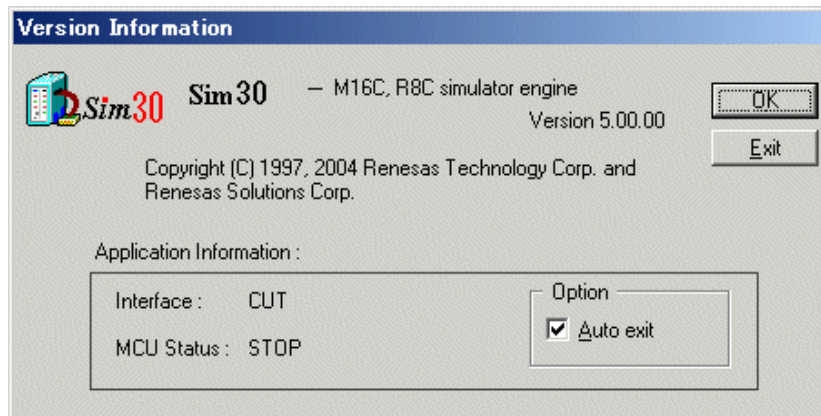 Version Information
Sim30
Sim30 — M16C, R8C simulator engine
Version 5.00.00
OK
Exit
Copyright (C) 1997, 2004 Renesas Technology Corp. and
Renesas Solutions Corp.
Application Information :
Interface : CUT
MCU Status : STOP
Option
Auto exit